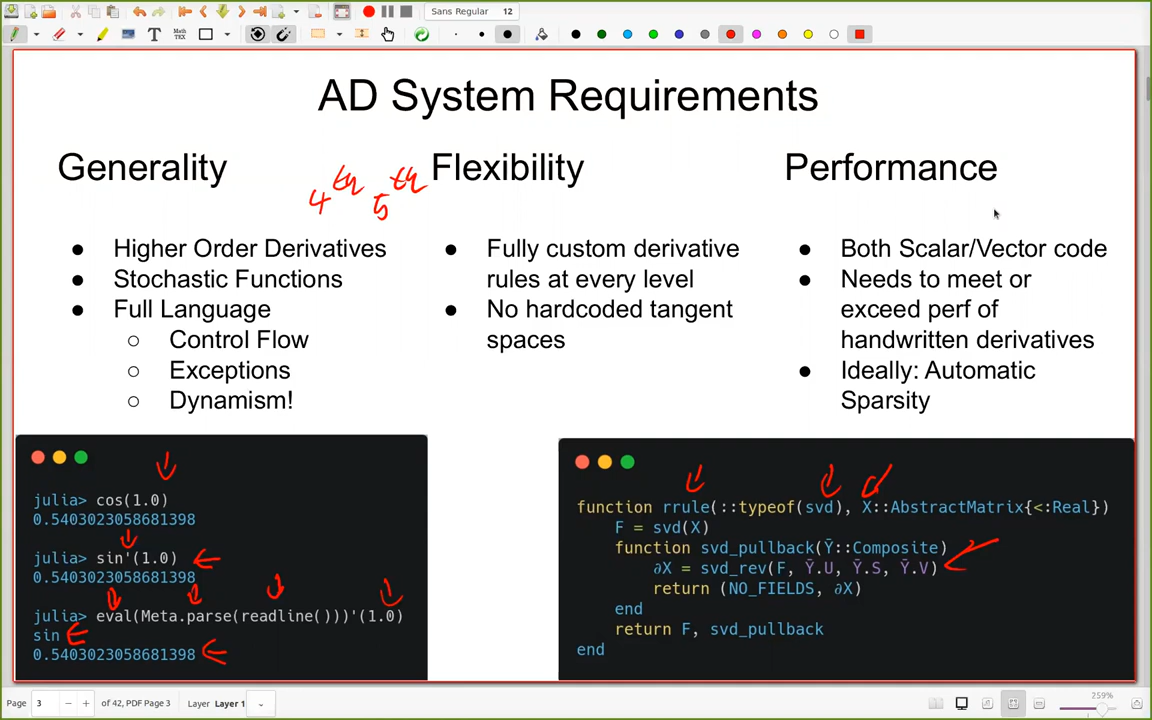 Sans Regular 12
Math
TEX
AD System Requirements
Generality
4th 5th
Flexibility
Performance
● Higher Order Derivatives
● Stochastic Functions
● Full Language
○ Control Flow
○ Exceptions
○ Dynamism!
● Fully custom derivative
rules at every level
● No hardcoded tangent
spaces
● Both Scalar/Vector code
● Needs to meet or
exceed perf of
handwritten derivatives
● Ideally: Automatic
Sparsity
julia> cos(1.0)
0.5403023058681398
julia> sin'(1.0)
0.5403023058681398
julia> eval(Meta.parse(readline()))'(1.0)
sin
0.5403023058681398
function rrule(::typeof(svd), X::AbstractMatrix{<:Real})
F = svd(X)
function svd_pullback(Ȳ::Composite)
∂X = svd_rev(F, Ȳ.U, Ȳ.S, Ȳ.V)
return (NO_FIELDS, ∂X)
end
return F, svd_pullback
end
Page 3 − + of 42, PDF Page 3 Layer Layer 1 259%